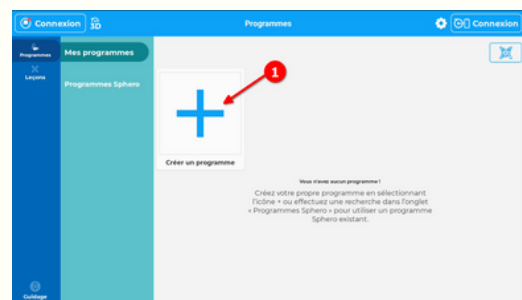 Connexion
3D
Programmes
Connexion
Programmes
Leçons
Mes programmes
Programmes Sphero
1
Créer un programme
Vous n'avez aucun programme !
Créez votre propre programme en sélectionnant
l'icône + ou effectuez une recherche dans l'onglet
« Programmes Sphero » pour utiliser un programme
Sphero existant.
Guidage